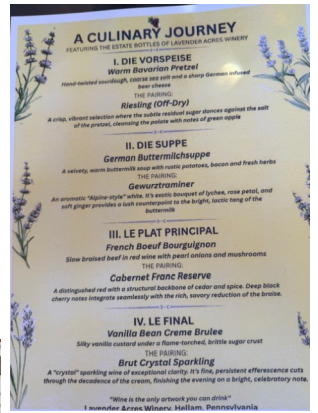 A CULINARY JOURNEY
FEATURING THE ESTATE BOTTLES OF LAVENDER ACRES WINERY
I. DIE VORSPEISE
Warm Bavarian Pretzel
Hand-twisted sourdough, coarse sea salt and a sharp German infused
beer cheese
THE PAIRING:
Riesling (Off-Dry)
A crisp, vibrant selection where the subtle residual sugar dances against the salt
of the pretzel, cleansing the palate with notes of green apple
II. DIE SUPPE
German Buttermilchsuppe
A velvety, warm buttermilk soup with rustic potatoes, bacon and fresh herbs
THE PAIRING:
Gewurztraminer
An aromatic "Alpine-style" white. It's exotic bouquet of lychee, rose petal, and
soft ginger provides a lush counterpoint to the bright, lactic tang of the
buttermilk
III. LE PLAT PRINCIPAL
French Boeuf Bourguignon
Slow braised beef in red wine with pearl onions and mushrooms
THE PAIRING:
Cabernet Franc Reserve
A distinguished red with a structural backbone of cedar and spice. Deep black
cherry notes integrate seamlessly with the rich, savory reduction of the braise.
IV. LE FINAL
Vanilla Bean Creme Brulee
Silky vanilla custard under a flame-torched, brittle sugar crust
THE PAIRING:
Brut Crystal Sparkling
A "crystal" sparkling wine of exceptional clarity. It's fine, persistent effersauce cuts
through the decadence of the cream, finishing the evening on a bright, celebratory note.
"Wine is the only artwork you can drink"
Lavender Acres Winery, Hellam, Pennsylvania